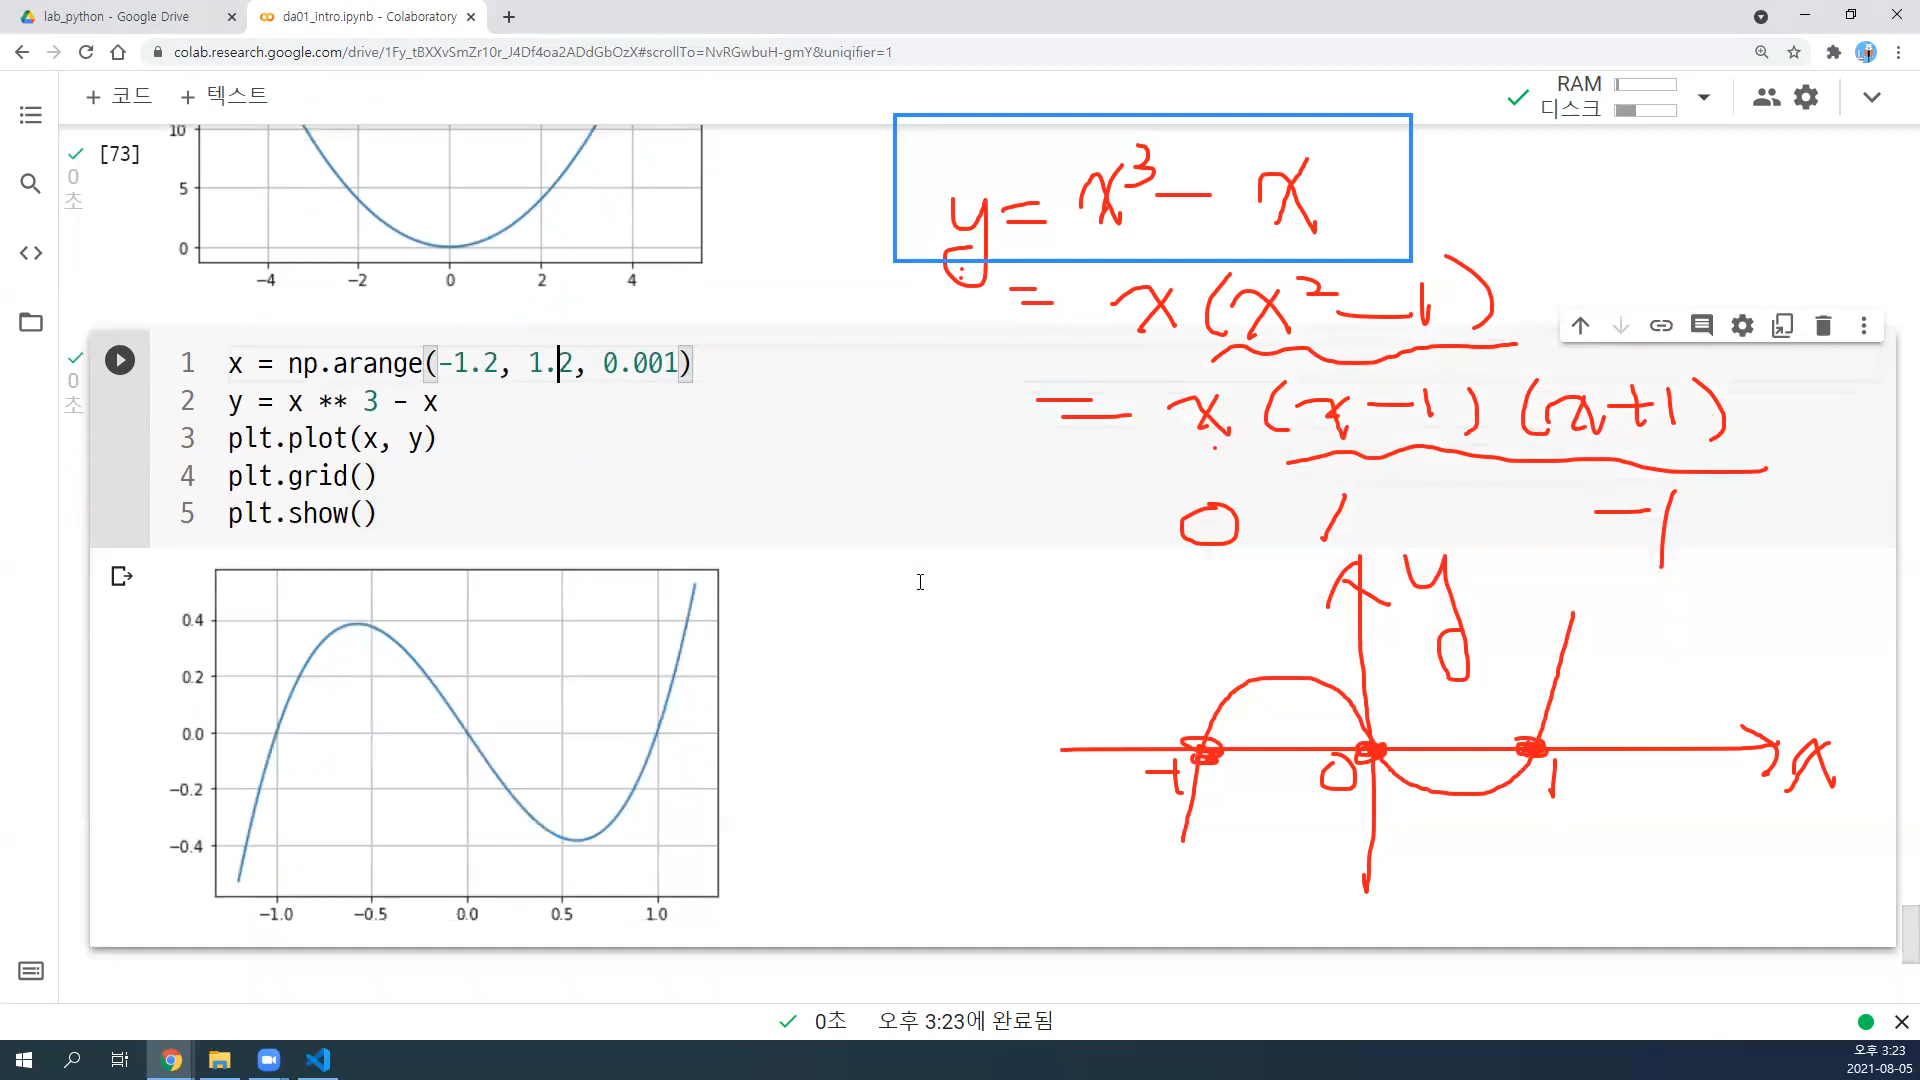 lab_python - Google Drive
da01_intro.ipynb - Colaboratory
colab.research.google.com/drive/1Fy_tBXXvSmZr10r_J4Df4oa2ADdGbOzX#scrollTo=NvRGwbuH-gmY&uniqifier=1
+ 코드 + 텍스트
RAM
디스크
[73]
0
초
10
5
0
−4 −2 0 2 4
y = x³ − x
= x (x² − 1)
= x (x − 1) (x + 1)
0 1 −1
0
초
1 x = np.arange(-1.2, 1.2, 0.001)
2 y = x ** 3 - x
3 plt.plot(x, y)
4 plt.grid()
5 plt.show()
0.4
0.2
0.0
−0.2
−0.4
−1.0 −0.5 0.0 0.5 1.0
y
−1 0 1 x
0초 오후 3:23에 완료됨
오후 3:23
2021-08-05